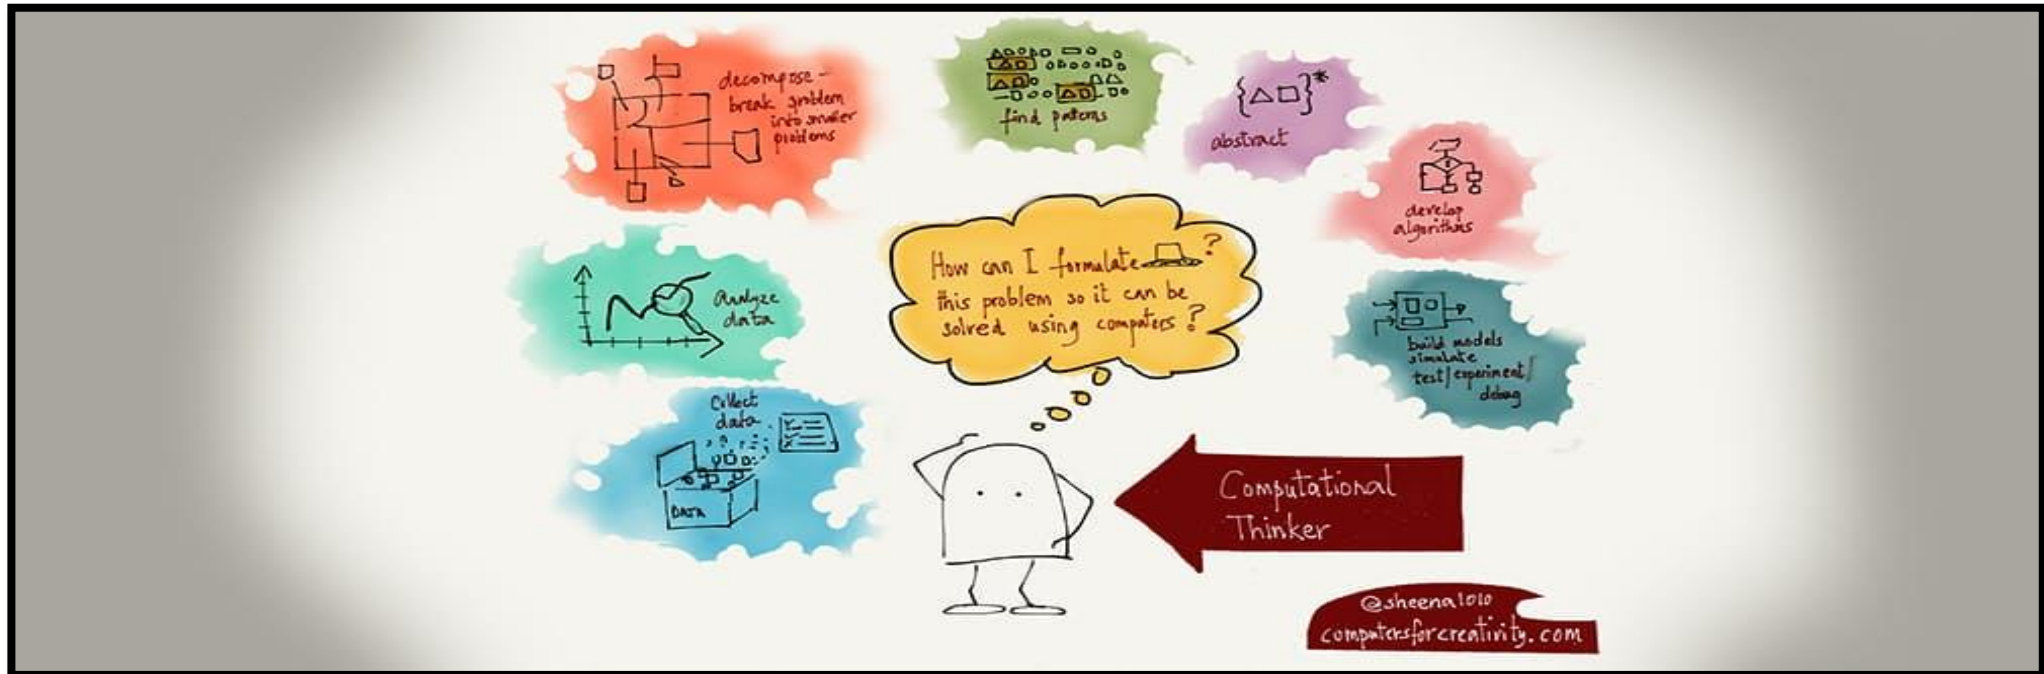 decompose -
break problem
into smaller
problems
find paterns
{△□}*
abstract
develop
algorithms
How can I formulate ?
this problem so it can be
solved using computers?
Analyze
data
build models
simulate
test/experiment/
debug
Collect
data
DATA
Computational
Thinker
@sheena1010
computersforcreativity.com